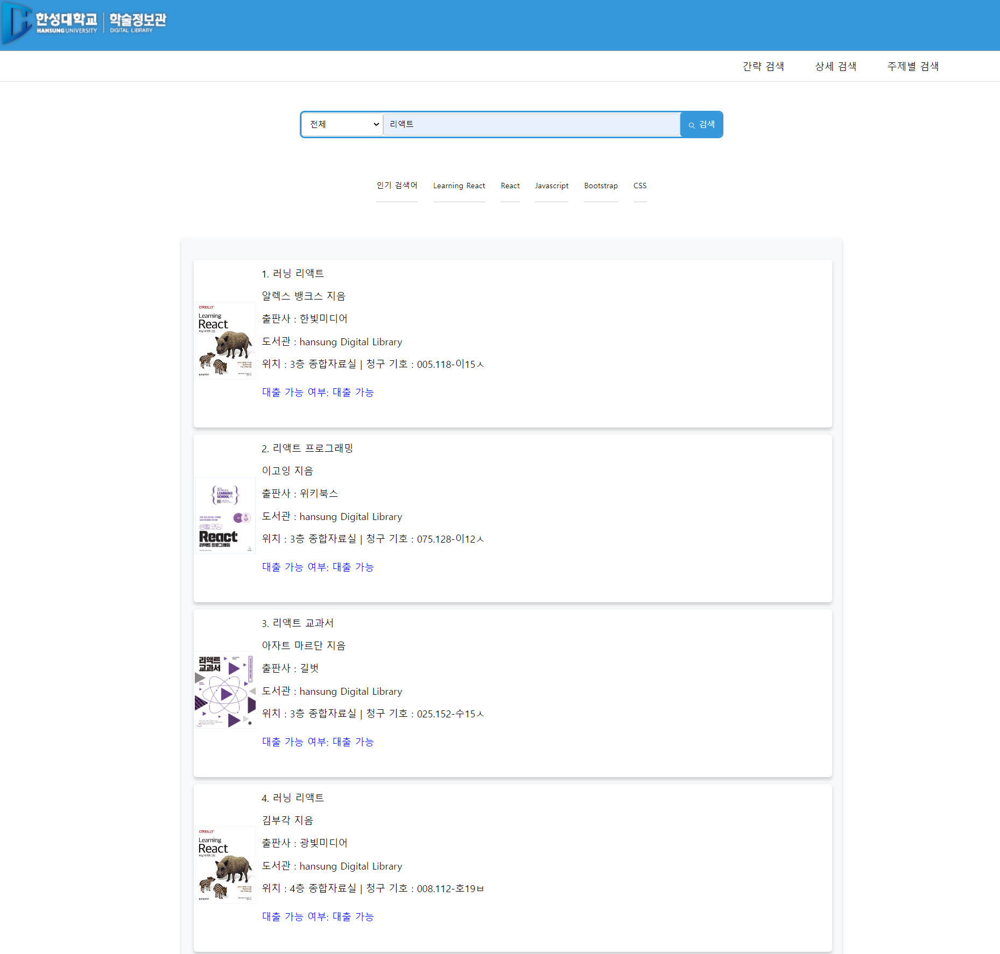 한성대학교 학술정보관
HANSUNG UNIVERSITY DIGITAL LIBRARY
간략 검색 상세 검색 주제별 검색
전체 리액트 검색
인기 검색어 Learning React React Javascript Bootstrap CSS
1. 러닝 리액트
알렉스 뱅크스 지음
출판사 : 한빛미디어
도서관 : hansung Digital Library
위치 : 3층 종합자료실 | 청구 기호 : 005.118-이15ㅅ
대출 가능 여부: 대출 가능
O'REILLY
Learning
React
러닝 리액트
2. 리액트 프로그래밍
이고잉 지음
출판사 : 위키북스
도서관 : hansung Digital Library
위치 : 3층 종합자료실 | 청구 기호 : 075.128-이12ㅅ
대출 가능 여부: 대출 가능
LEARNING
SCHOOL
생활코딩!
React
리액트 프로그래밍
3. 리액트 교과서
아자트 마르단 지음
출판사 : 길벗
도서관 : hansung Digital Library
위치 : 3층 종합자료실 | 청구 기호 : 025.152-수15ㅅ
대출 가능 여부: 대출 가능
리액트
교과서
4. 러닝 리액트
김부각 지음
출판사 : 광빛미디어
도서관 : hansung Digital Library
위치 : 4층 종합자료실 | 청구 기호 : 008.112-호19ㅂ
대출 가능 여부: 대출 가능
O'REILLY
Learning
React
러닝 리액트